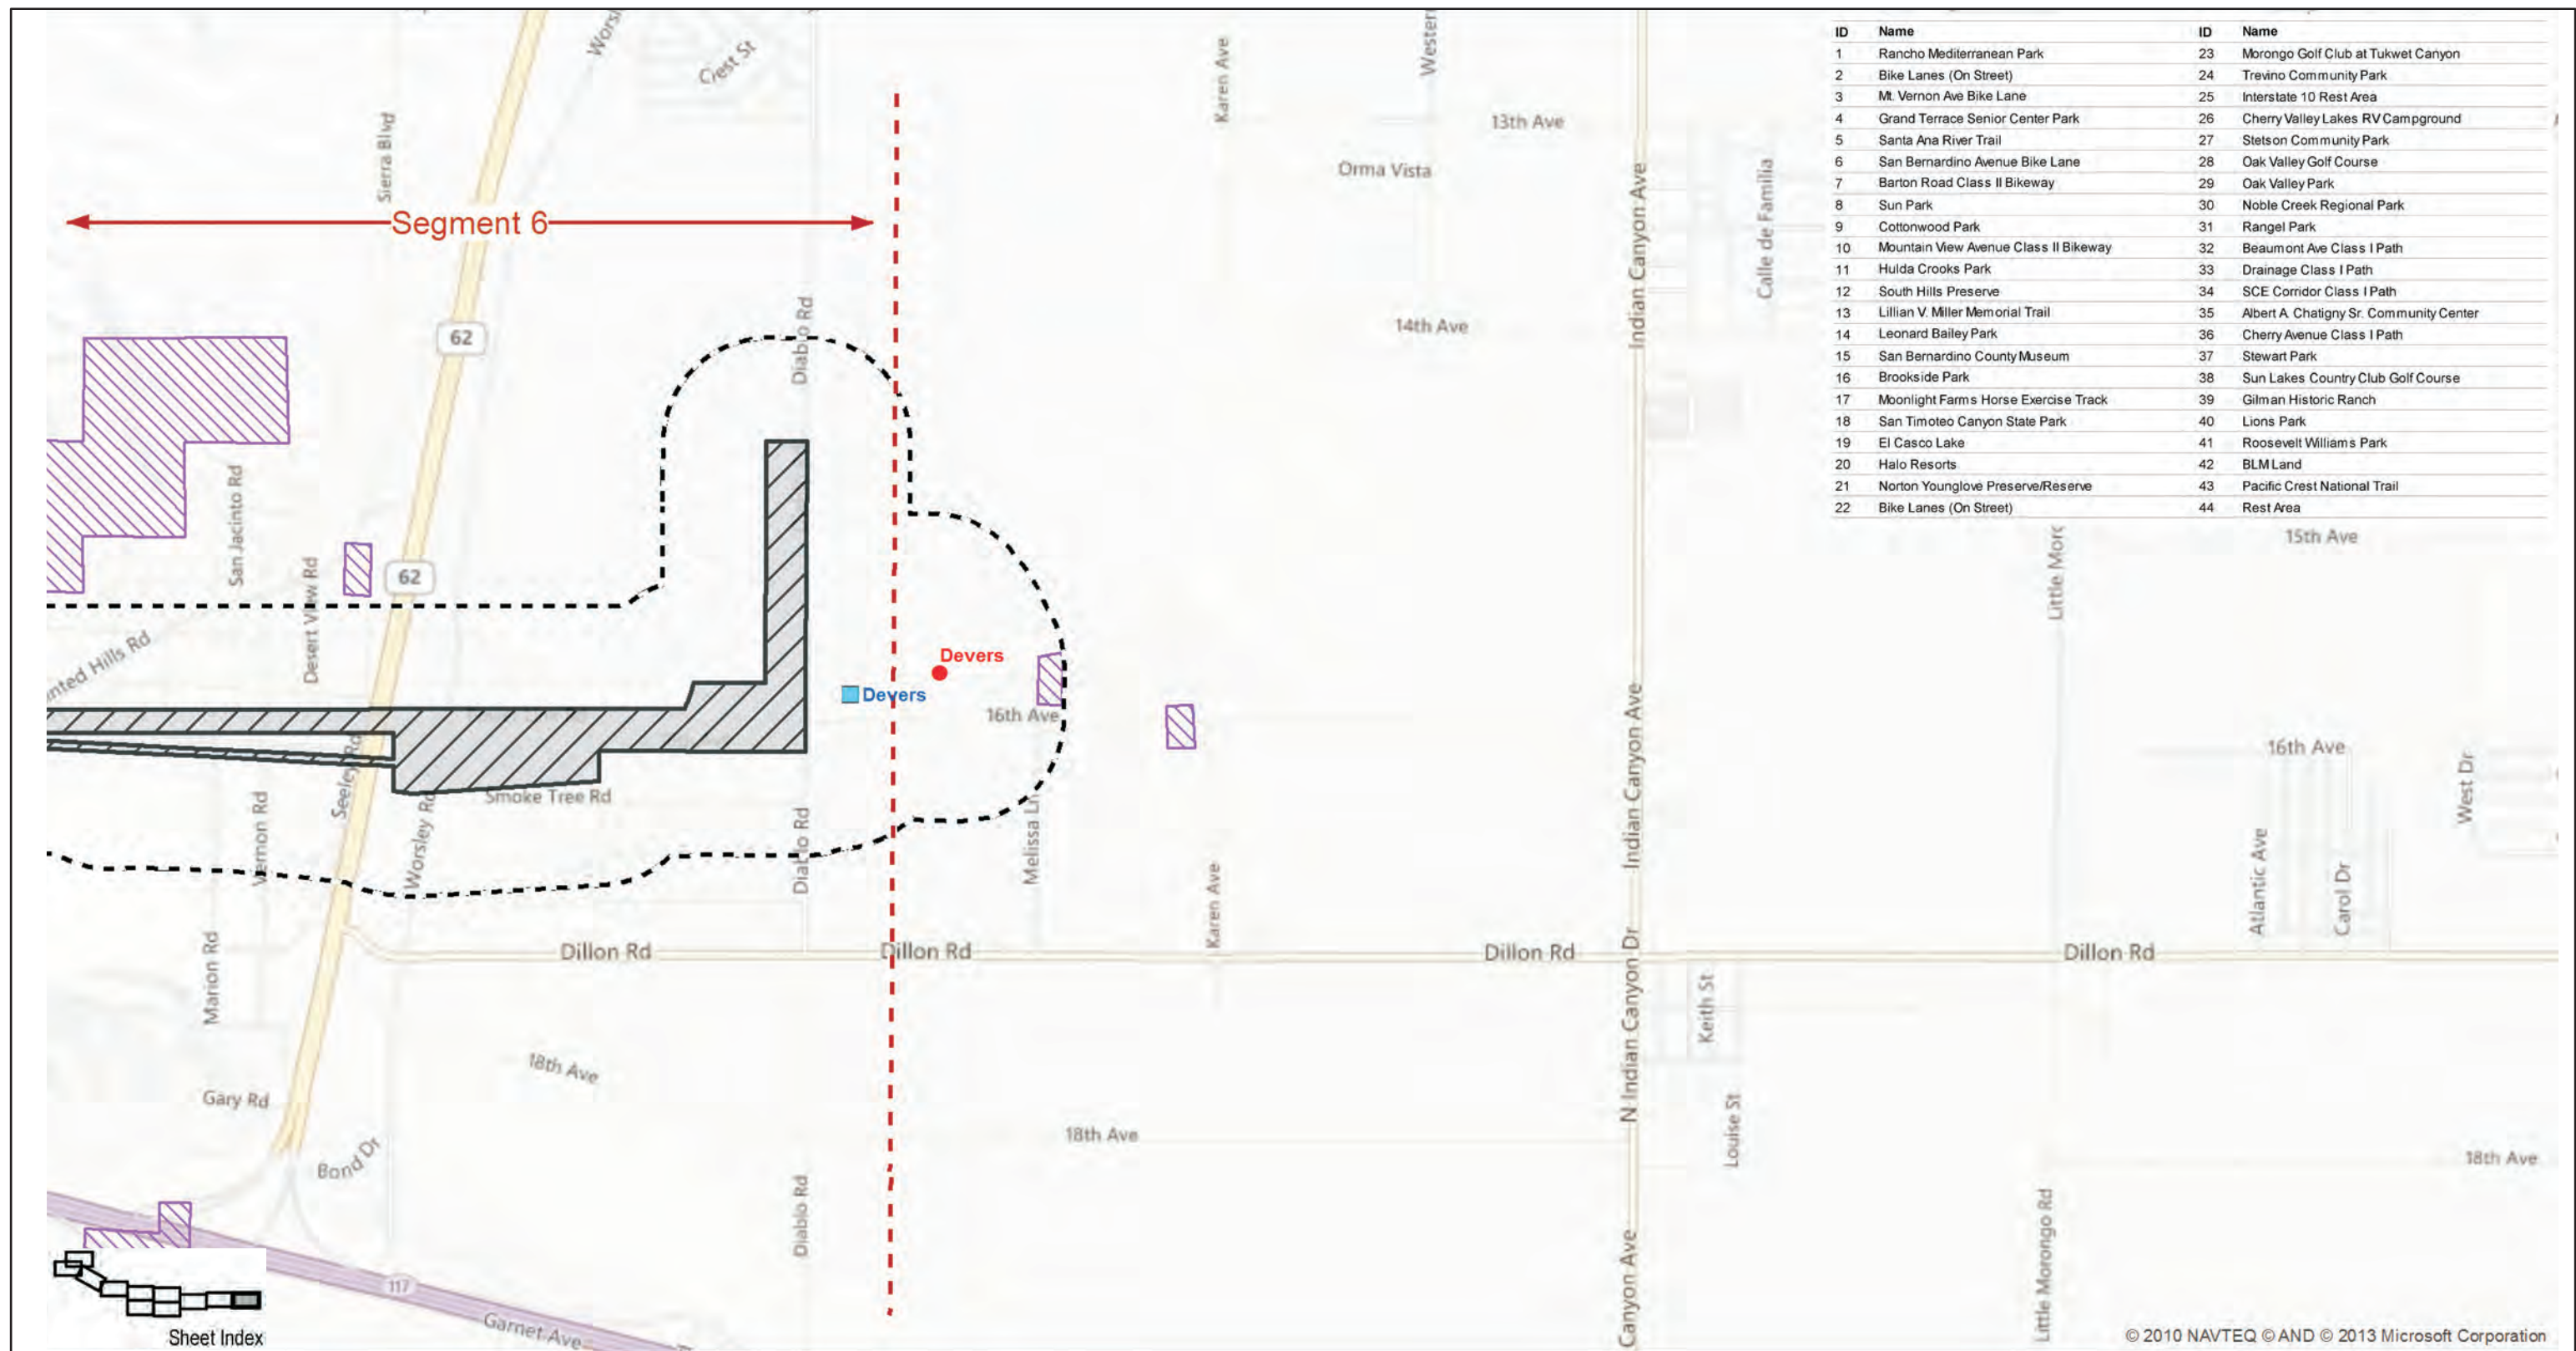 Worsl
Crest St
Sierra Blvd
Karen Ave
Western
13th Ave
Orma Vista
Indian Canyon Ave
Calle de Familia
Segment 6
62
Diablo Rd
14th Ave
ID Name ID Name
1 Rancho Mediterranean Park 23 Morongo Golf Club at Tukwet Canyon
2 Bike Lanes (On Street) 24 Trevino Community Park
3 Mt. Vernon Ave Bike Lane 25 Interstate 10 Rest Area
4 Grand Terrace Senior Center Park 26 Cherry Valley Lakes RV Campground
5 Santa Ana River Trail 27 Stetson Community Park
6 San Bernardino Avenue Bike Lane 28 Oak Valley Golf Course
7 Barton Road Class II Bikeway 29 Oak Valley Park
8 Sun Park 30 Noble Creek Regional Park
9 Cottonwood Park 31 Rangel Park
10 Mountain View Avenue Class II Bikeway 32 Beaumont Ave Class I Path
11 Hulda Crooks Park 33 Drainage Class I Path
12 South Hills Preserve 34 SCE Corridor Class I Path
13 Lillian V. Miller Memorial Trail 35 Albert A. Chatigny Sr. Community Center
14 Leonard Bailey Park 36 Cherry Avenue Class I Path
15 San Bernardino County Museum 37 Stewart Park
16 Brookside Park 38 Sun Lakes Country Club Golf Course
17 Moonlight Farms Horse Exercise Track 39 Gilman Historic Ranch
18 San Timoteo Canyon State Park 40 Lions Park
19 El Casco Lake 41 Roosevelt Williams Park
20 Halo Resorts 42 BLM Land
21 Norton Younglove Preserve/Reserve 43 Pacific Crest National Trail
22 Bike Lanes (On Street) 44 Rest Area
San Jacinto Rd
Desert View Rd
62
Little Mor
15th Ave
nted Hills Rd
Devers
Devers
16th Ave
Indian Canyon Ave
16th Ave
West Dr
Seeley Rd
Smoke Tree Rd
Vernon Rd
Worsley Rd
Diablo Rd
Melissa Ln
Karen Ave
Atlantic Ave
Carol Dr
Marion Rd
Dillon Rd
Dillon Rd
Dillon Rd
Dillon Rd
N Indian Canyon Dr
Keith St
18th Ave
Gary Rd
Bond Dr
18th Ave
Louise St
18th Ave
Diablo Rd
Canyon Ave
Little Morongo Rd
117
Garnet Ave
Sheet Index
© 2010 NAVTEQ © AND © 2013 Microsoft Corporation